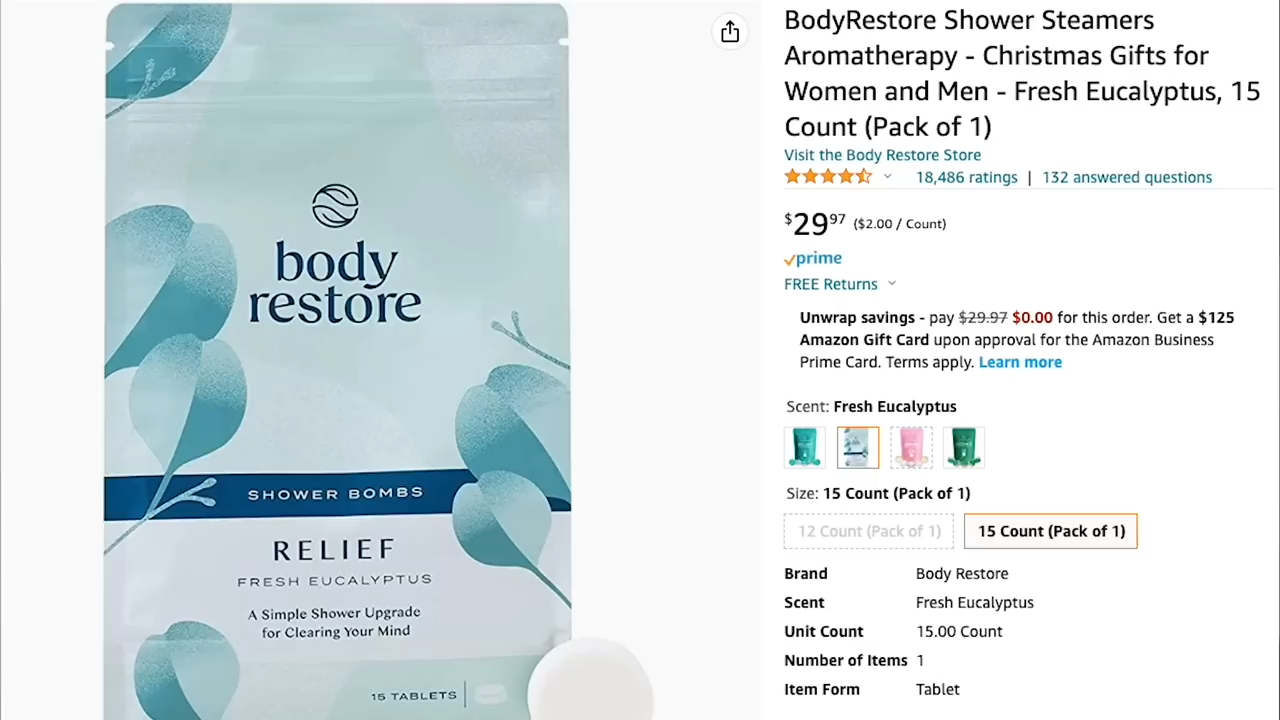 body
restore
SHOWER BOMBS
RELIEF
FRESH EUCALYPTUS
A Simple Shower Upgrade
for Clearing Your Mind
15 TABLETS
BodyRestore Shower Steamers
Aromatherapy - Christmas Gifts for
Women and Men - Fresh Eucalyptus, 15
Count (Pack of 1)
Visit the Body Restore Store
18,486 ratings | 132 answered questions
$29.97 ($2.00 / Count)
prime
FREE Returns
Unwrap savings - pay $29.97 $0.00 for this order. Get a $125
Amazon Gift Card upon approval for the Amazon Business
Prime Card. Terms apply. Learn more
Scent: Fresh Eucalyptus
Size: 15 Count (Pack of 1)
12 Count (Pack of 1) 15 Count (Pack of 1)
Brand Body Restore
Scent Fresh Eucalyptus
Unit Count 15.00 Count
Number of Items 1
Item Form Tablet